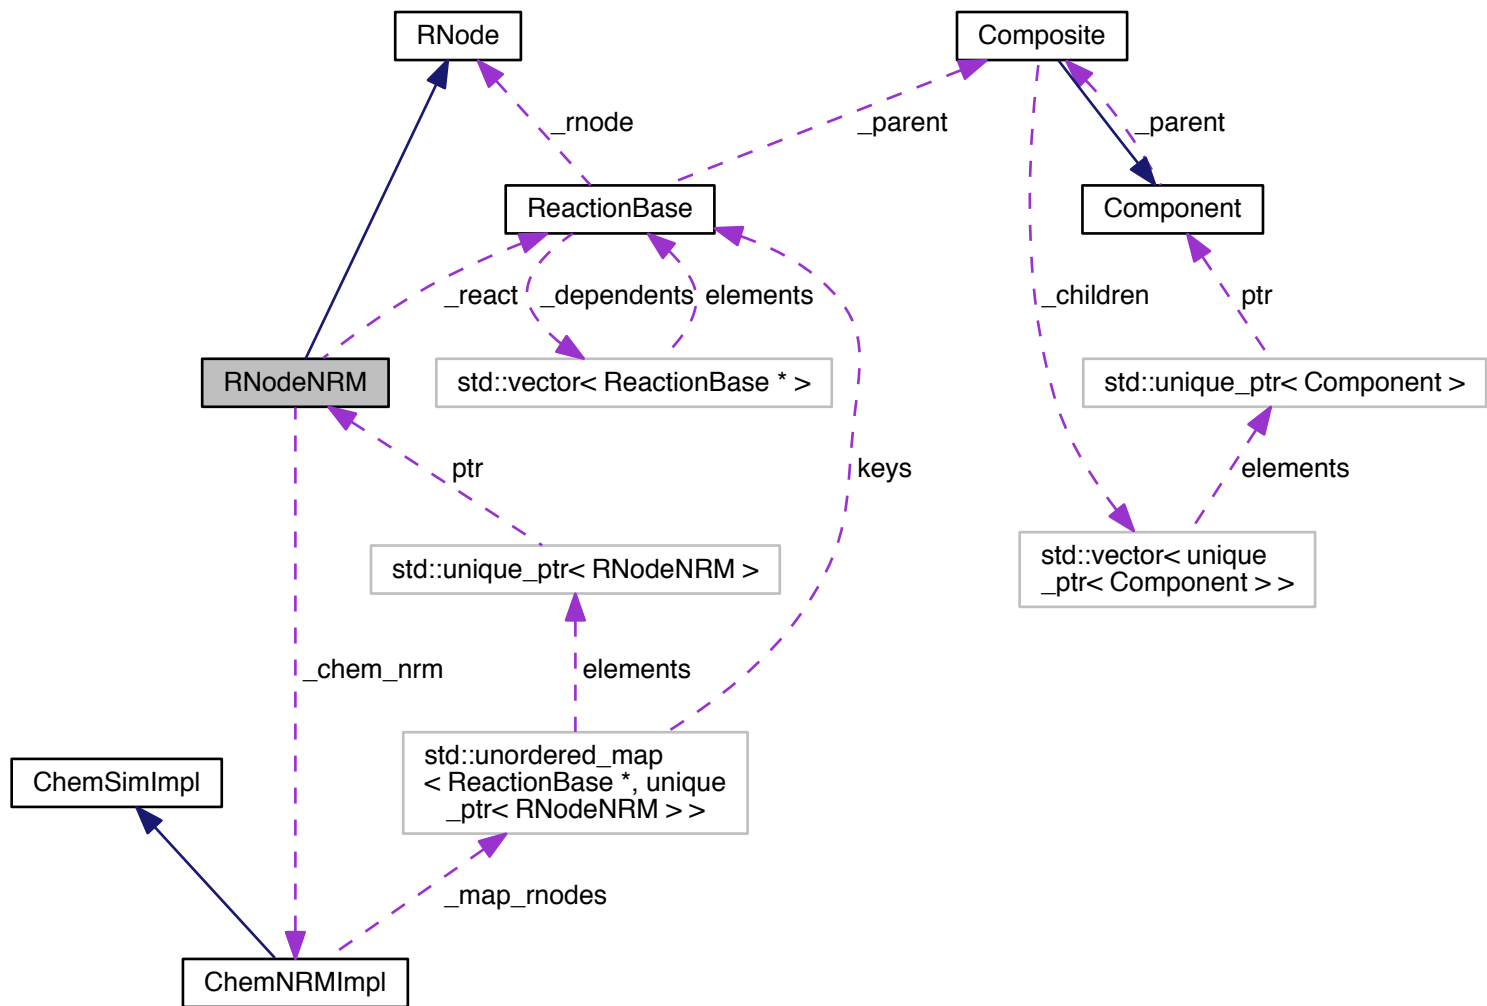 RNode
Composite
_rnode
_parent
_parent
ReactionBase
Component
_react
_dependents
elements
_children
ptr
RNodeNRM
std::vector< ReactionBase * >
std::unique_ptr< Component >
ptr
keys
elements
std::unique_ptr< RNodeNRM >
std::vector< unique
_ptr< Component > >
_chem_nrm
elements
std::unordered_map
< ReactionBase *, unique
_ptr< RNodeNRM > >
ChemSimImpl
_map_rnodes
ChemNRMImpl